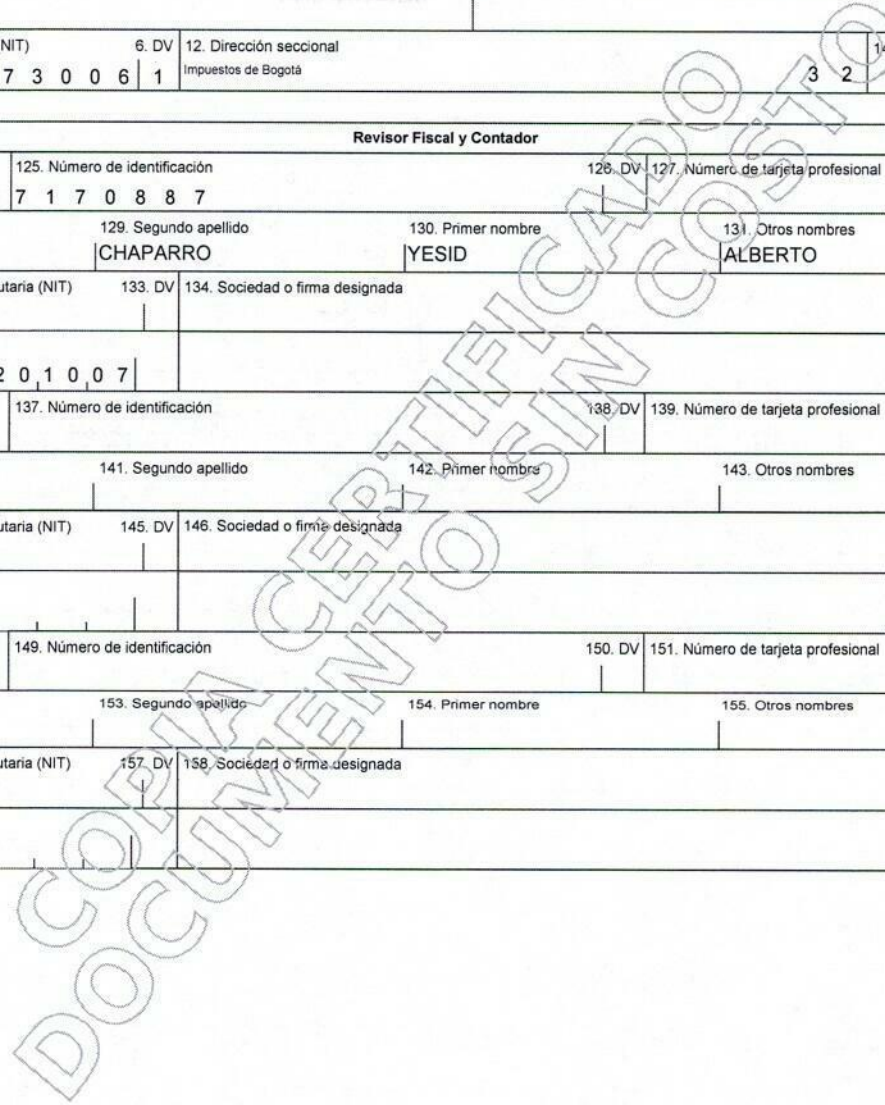 NIT) 6. DV 12. Dirección seccional
7 3 0 0 6 1 Impuestos de Bogotá 3 2
Revisor Fiscal y Contador
125. Número de identificación 126. DV 127. Número de tarjeta profesional
7 1 7 0 8 8 7
129. Segundo apellido 130. Primer nombre 131. Otros nombres
CHAPARRO YESID ALBERTO
utaria (NIT) 133. DV 134. Sociedad o firma designada
2 0 1 0 0 7
137. Número de identificación 138. DV 139. Número de tarjeta profesional
141. Segundo apellido 142. Primer nombre 143. Otros nombres
utaria (NIT) 145. DV 146. Sociedad o firma designada
149. Número de identificación 150. DV 151. Número de tarjeta profesional
153. Segundo apellido 154. Primer nombre 155. Otros nombres
utaria (NIT) 157. DV 158. Sociedad o firma designada
COPIA CERTIFICADO
DOCUMENTO SIN COSTO